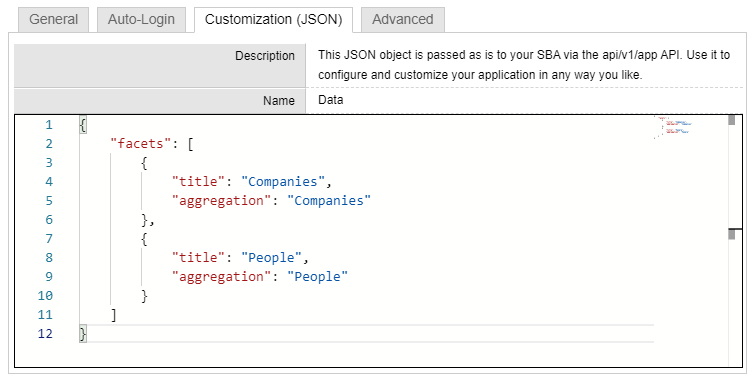 General Auto-Login Customization (JSON) Advanced
Description This JSON object is passed as is to your SBA via the api/v1/app API. Use it to
configure and customize your application in any way you like.
Name Data
1 {
2 "facets": [
3 {
4 "title": "Companies",
5 "aggregation": "Companies"
6 },
7 {
8 "title": "People",
9 "aggregation": "People"
10 }
11 ]
12 }